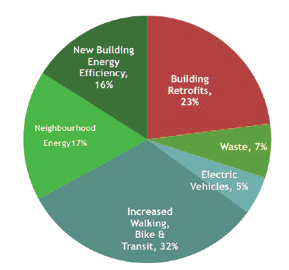 New Building
Energy
Efficiency,
16%
Building
Retrofits,
23%
Neighbourhood
Energy17%
Waste, 7%
Electric
Vehicles, 5%
Increased
Walking,
Bike &
Transit, 32%